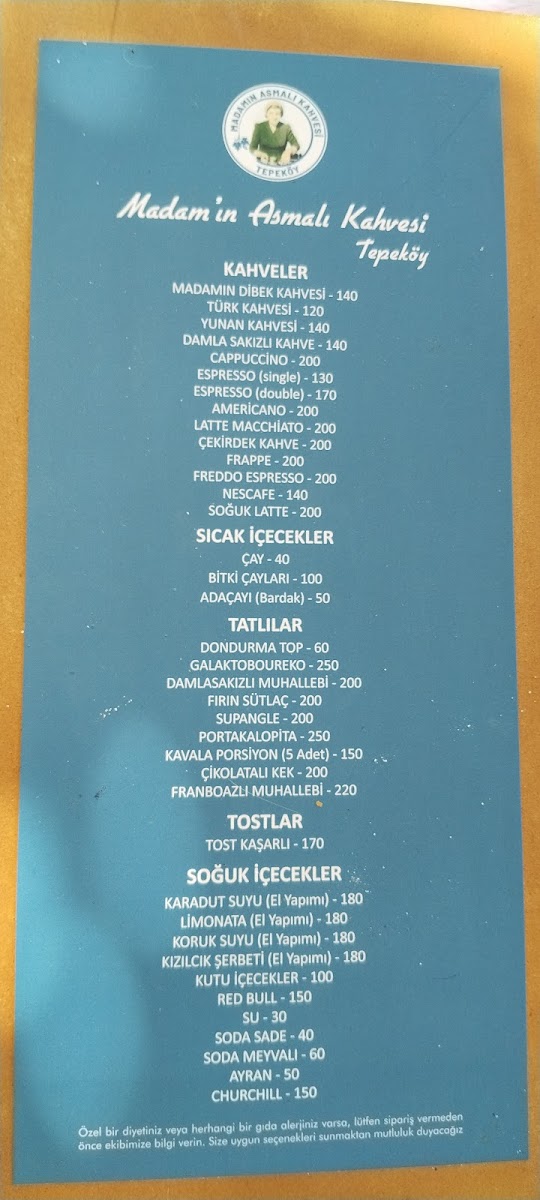 MADAMIN ASMALI KAHVESİ
TEPEKÖY
Madam'ın Asmalı Kahvesi
Tepeköy
KAHVELER
MADAMIN DİBEK KAHVESİ - 140
TÜRK KAHVESİ - 120
YUNAN KAHVESİ - 140
DAMLA SAKIZLI KAHVE - 140
CAPPUCCİNO - 200
ESPRESSO (single) - 130
ESPRESSO (double) - 170
AMERİCANO - 200
LATTE MACCHİATO - 200
ÇEKİRDEK KAHVE - 200
FRAPPE - 200
FREDDO ESPRESSO - 200
NESCAFE - 140
SOĞUK LATTE - 200
SICAK İÇECEKLER
ÇAY - 40
BİTKİ ÇAYLARI - 100
ADAÇAYI (Bardak) - 50
TATLILAR
DONDURMA TOP - 60
GALAKTOBOUREKO - 250
DAMLASAKIZLI MUHALLEBİ - 200
FIRIN SÜTLAÇ - 200
SUPANGLE - 200
PORTAKALOPİTA - 250
KAVALA PORSİYON (5 Adet) - 150
ÇİKOLATALI KEK - 200
FRANBOAZLI MUHALLEBİ - 220
TOSTLAR
TOST KAŞARLI - 170
SOĞUK İÇECEKLER
KARADUT SUYU (El Yapımı) - 180
LİMONATA (El Yapımı) - 180
KORUK SUYU (El Yapımı) - 180
KIZILCIK ŞERBETİ (El Yapımı) - 180
KUTU İÇECEKLER - 100
RED BULL - 150
SU - 30
SODA SADE - 40
SODA MEYVALI - 60
AYRAN - 50
CHURCHILL - 150
Özel bir diyetiniz veya herhangi bir gıda alerjiniz varsa, lütfen sipariş vermeden
önce ekibimize bilgi verin. Size uygun seçenekleri sunmaktan mutluluk duyacağız